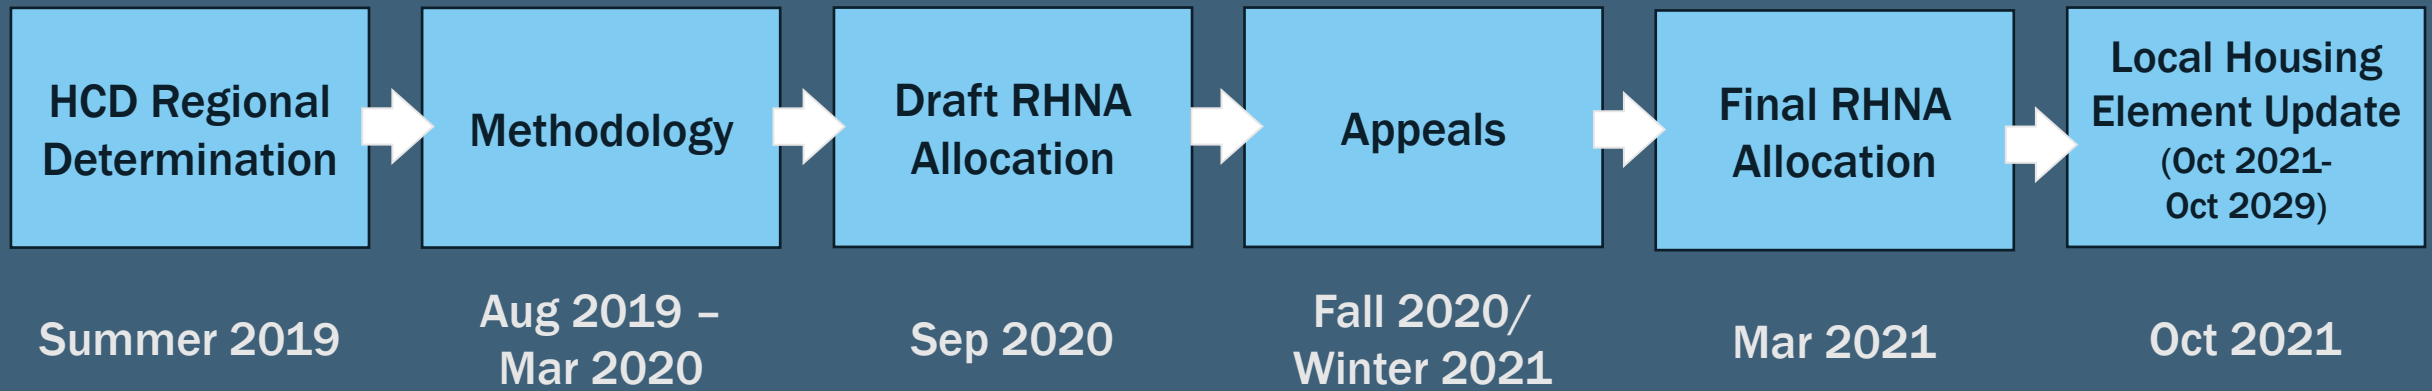 HCD Regional
Determination
Methodology
Draft RHNA
Allocation
Appeals
Final RHNA
Allocation
Local Housing
Element Update
(Oct 2021-
Oct 2029)
Summer 2019
Aug 2019 –
Mar 2020
Sep 2020
Fall 2020/
Winter 2021
Mar 2021
Oct 2021